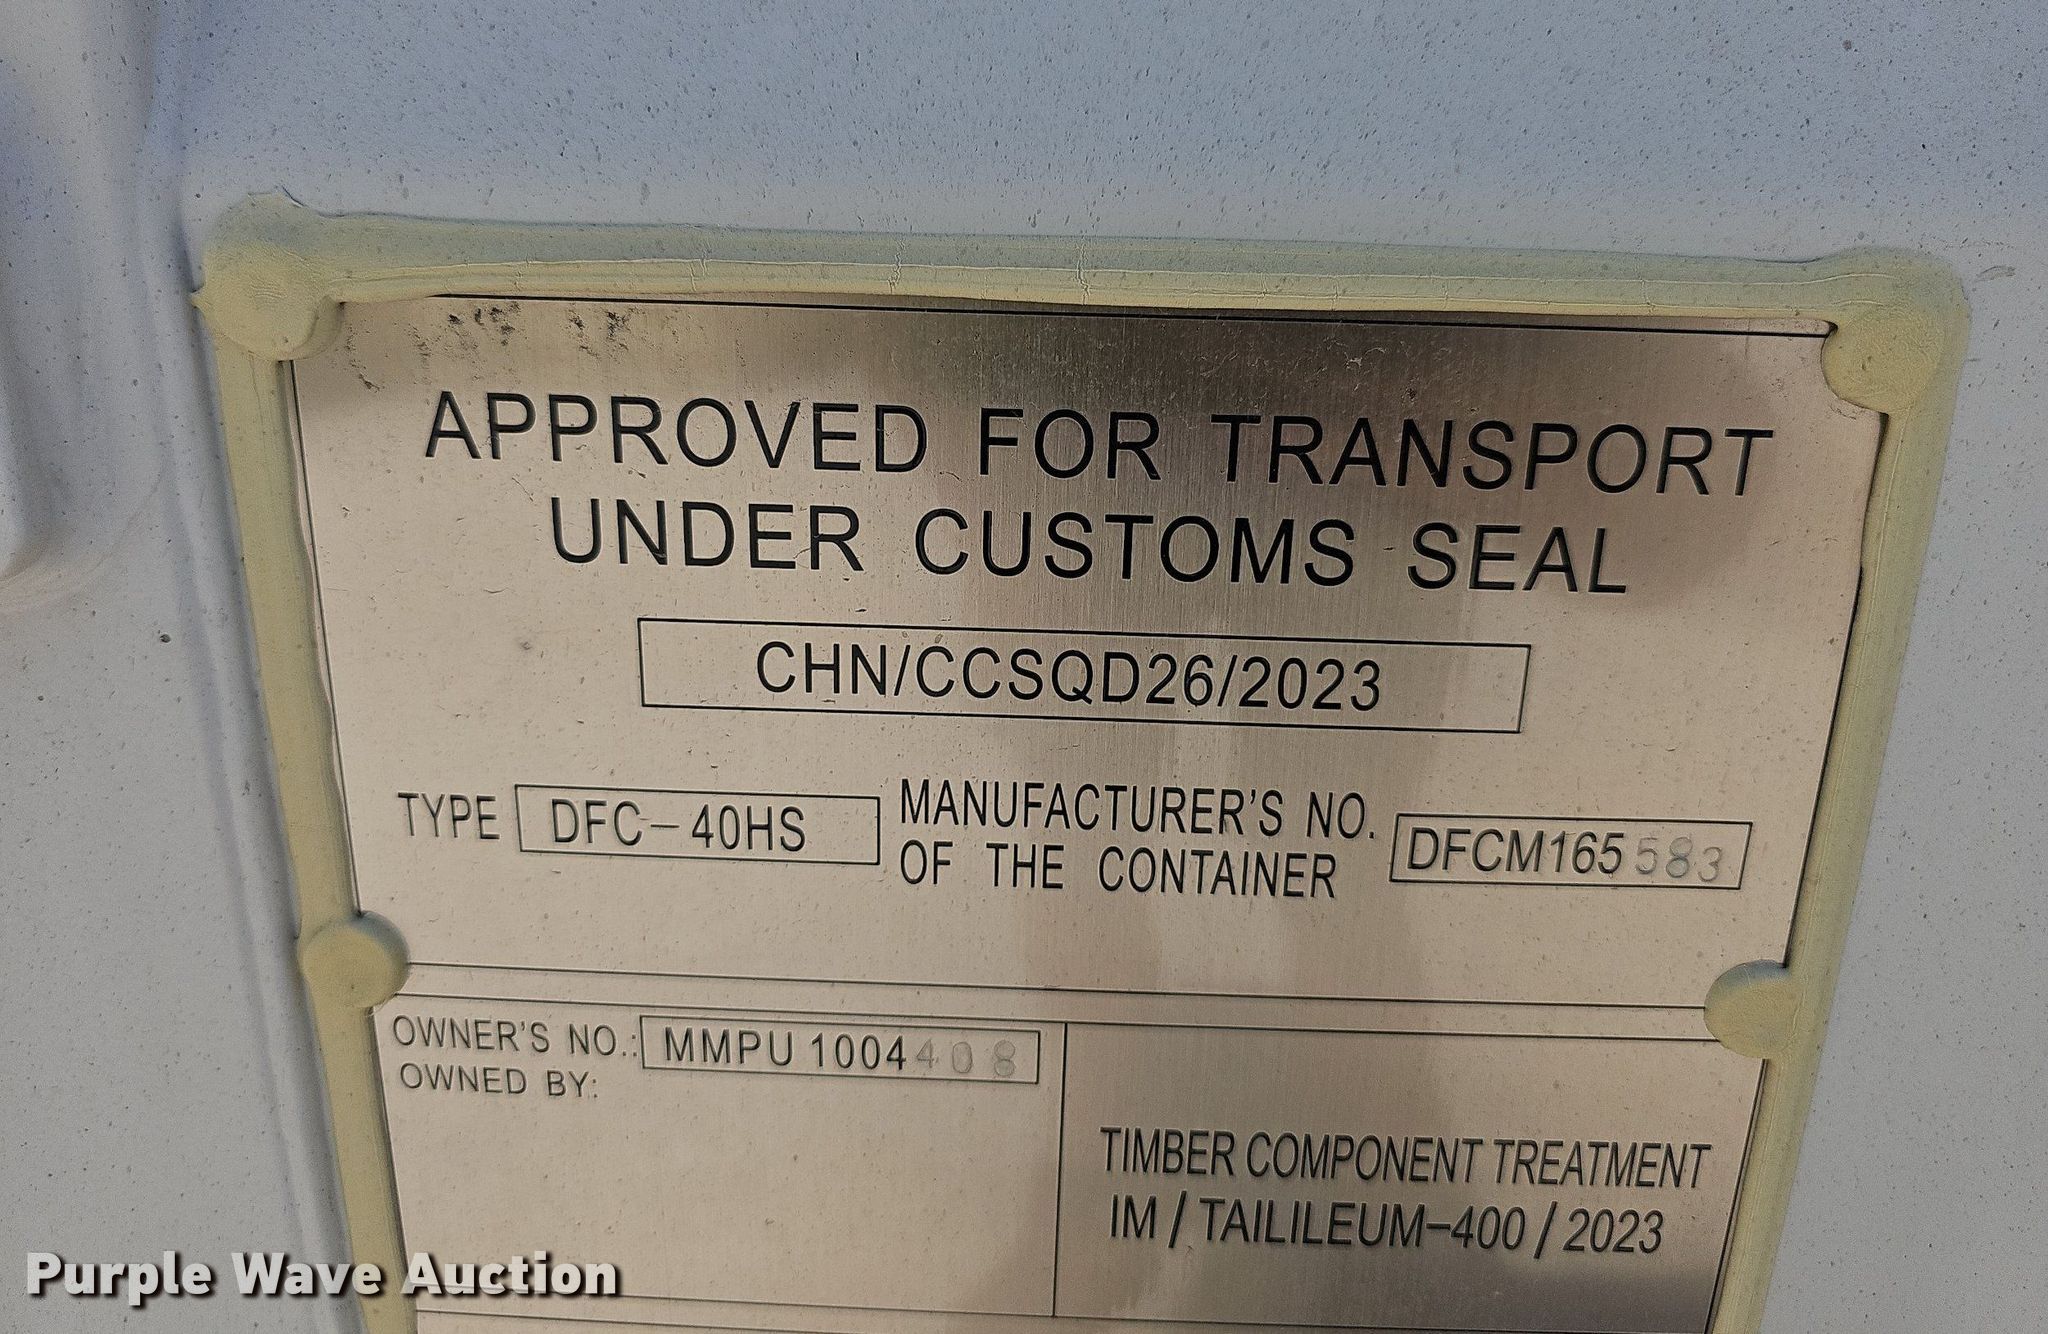 APPROVED FOR TRANSPORT
UNDER CUSTOMS SEAL
CHN/CCSQD26/2023
TYPE DFC-40HS
MANUFACTURER'S NO.
OF THE CONTAINER
DFCM165583
OWNER'S NO.: MMPU 1004408
OWNED BY:
TIMBER COMPONENT TREATMENT
IM / TAILILEUM-400 / 2023
Purple Wave Auction